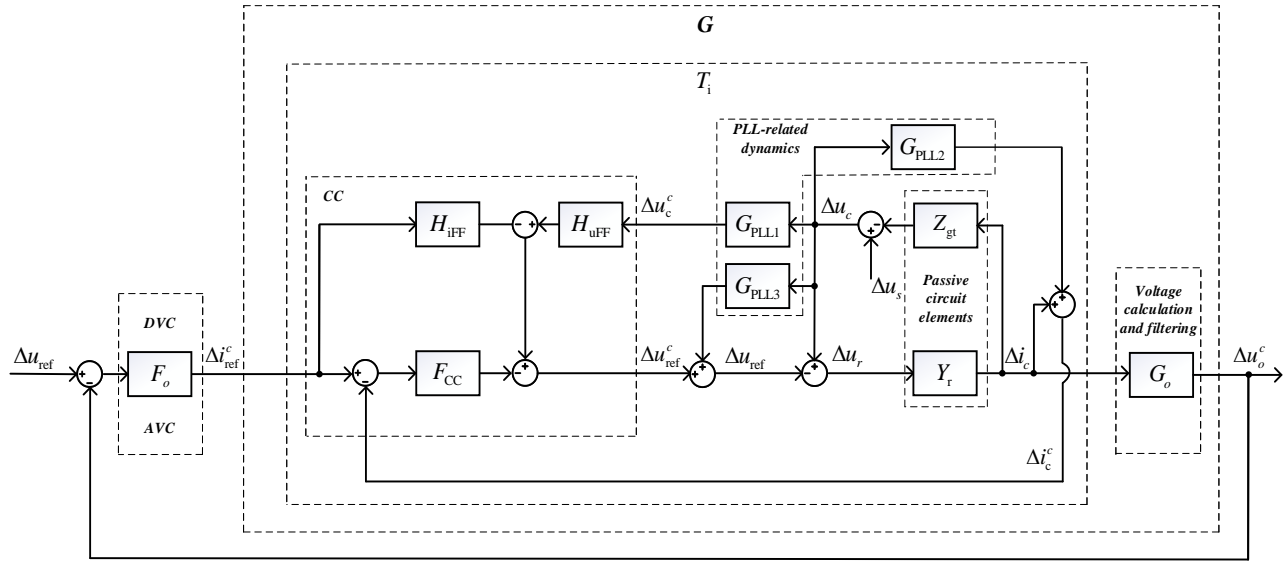 G
T_i
PLL-related
dynamics
G_PLL2
CC
H_iFF
- +
H_uFF
Δu_c^c
G_PLL1
Δu_c
-
+
Z_gt
G_PLL3
Δu_s
Passive
circuit
elements
+
+
Voltage
calculation
and filtering
DVC
Δu_ref
+
-
F_o
Δi_ref^c
+
-
F_CC
+
-
Δu_ref^c
+
+
Δu_ref
+
-
Δu_r
Y_r
Δi_c
G_o
Δu_o^c
AVC
Δi_c^c